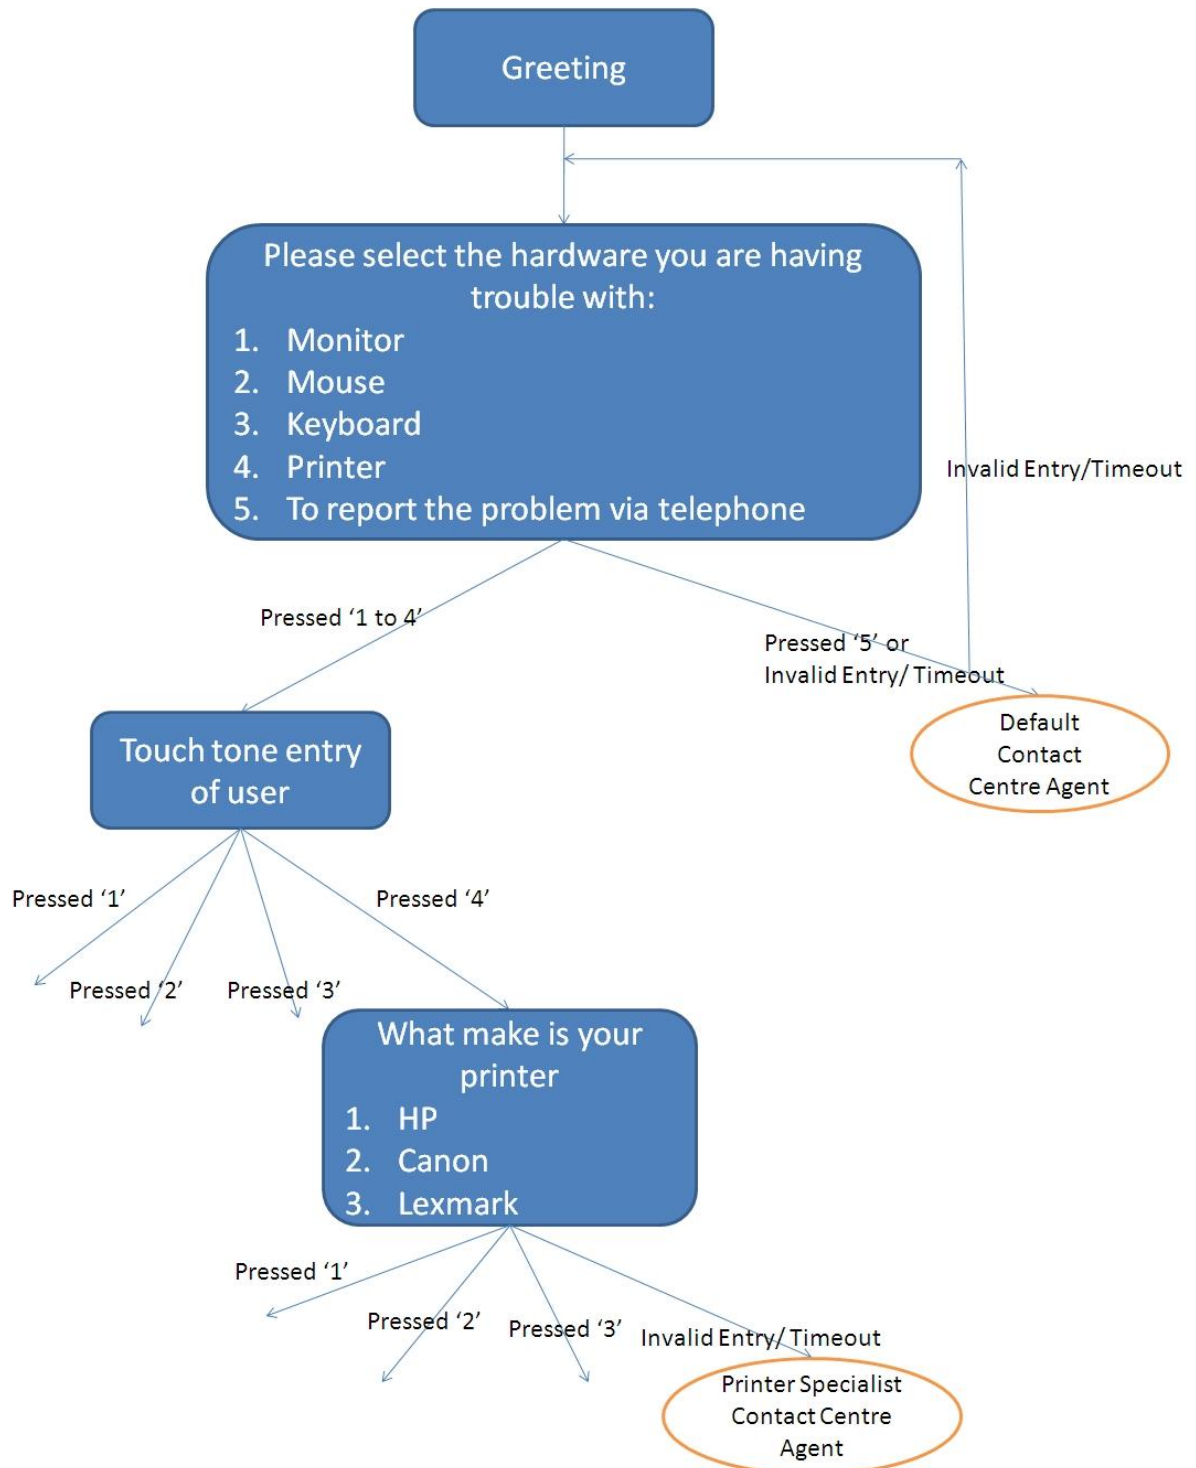 Greeting
Please select the hardware you are having
trouble with:
1. Monitor
2. Mouse
3. Keyboard
4. Printer
5. To report the problem via telephone
Invalid Entry/Timeout
Pressed ‘1 to 4’
Pressed ‘5’ or
Invalid Entry/ Timeout
Default
Contact
Centre Agent
Touch tone entry
of user
Pressed ‘1’
Pressed ‘4’
Pressed ‘2’
Pressed ‘3’
What make is your
printer
1. HP
2. Canon
3. Lexmark
Pressed ‘1’
Pressed ‘2’
Pressed ‘3’
Invalid Entry/ Timeout
Printer Specialist
Contact Centre
Agent